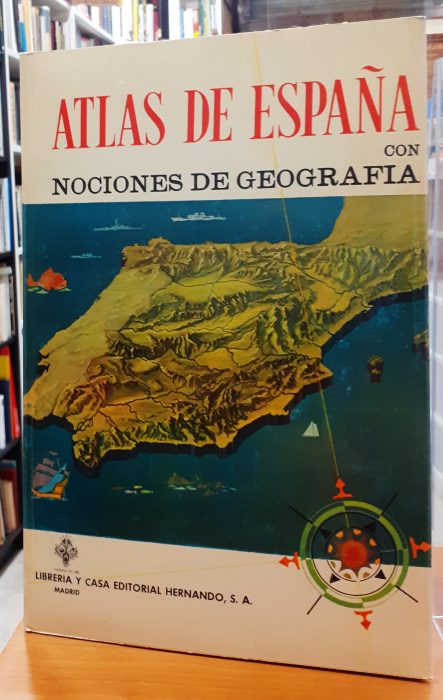 ATLAS DE ESPAÑA
CON
NOCIONES DE GEOGRAFIA
LIBRERIA Y CASA EDITORIAL HERNANDO, S. A.
MADRID